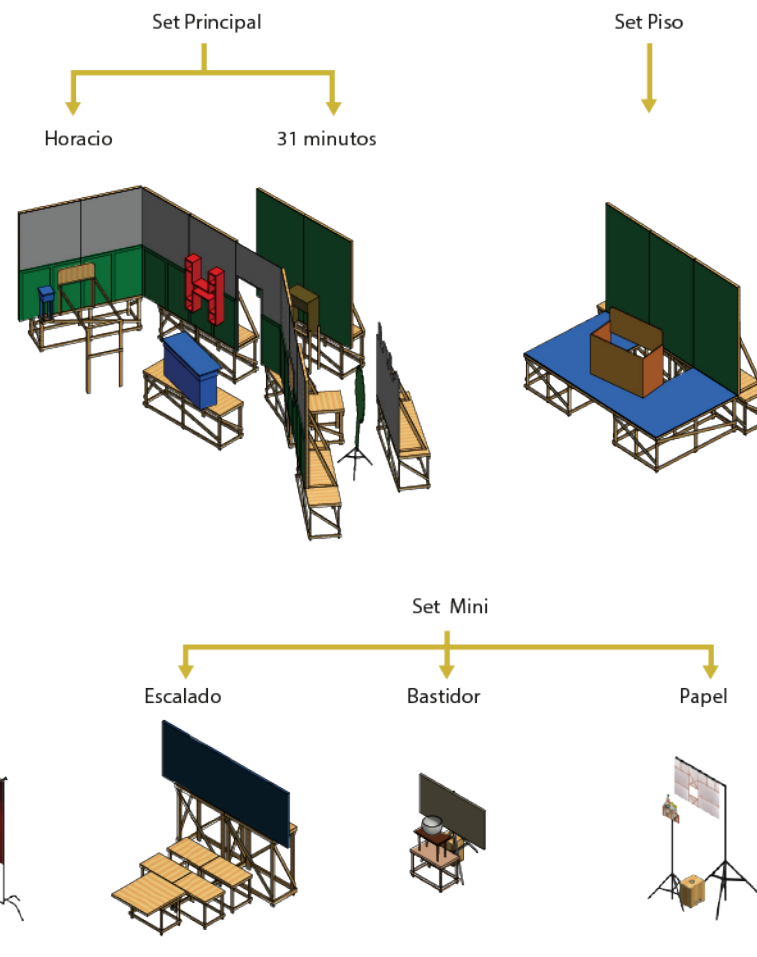 Set Principal
Set Piso
Horacio
31 minutos
H
Set Mini
Escalado
Bastidor
Papel